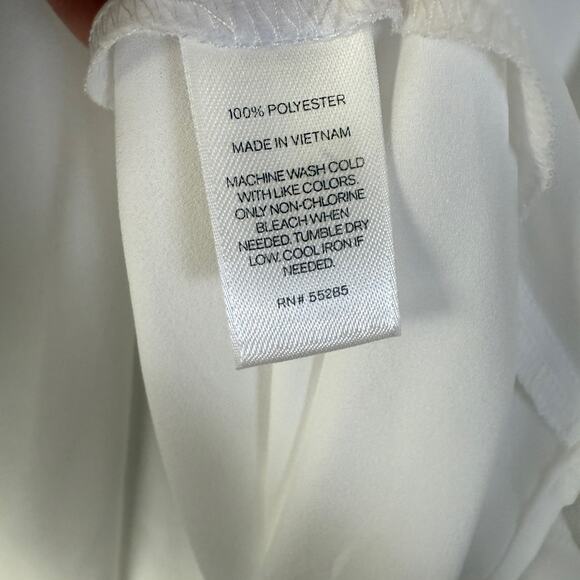 100% POLYESTER
MADE IN VIETNAM
MACHINE WASH COLD
WITH LIKE COLORS.
ONLY NON-CHLORINE
BLEACH WHEN
NEEDED. TUMBLE DRY
LOW. COOL IRON IF
NEEDED.
RN# 55285